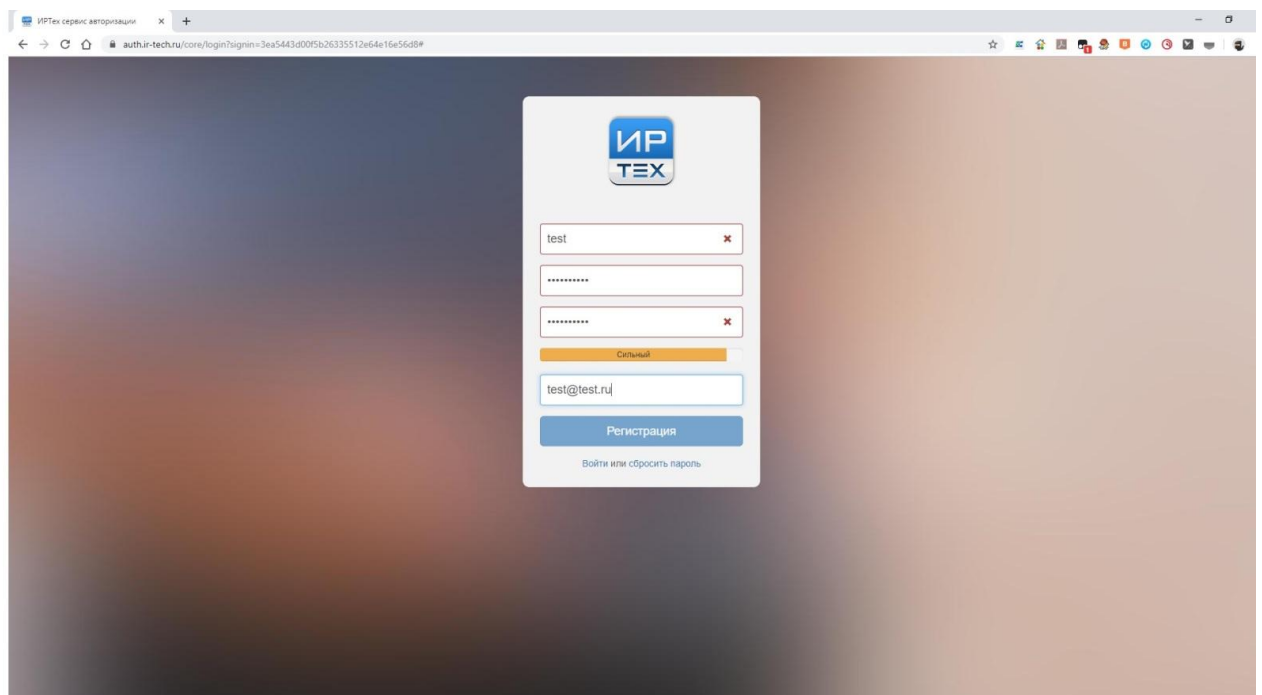 ИРТех сервис авторизации
auth.ir-tech.ru/core/login?signin=3ea5443d00f5b26335512e64e16e56d8#
ИР
ТЕХ
test
••••••••••
••••••••••
Сильный
test@test.ru
Регистрация
Войти или сбросить пароль